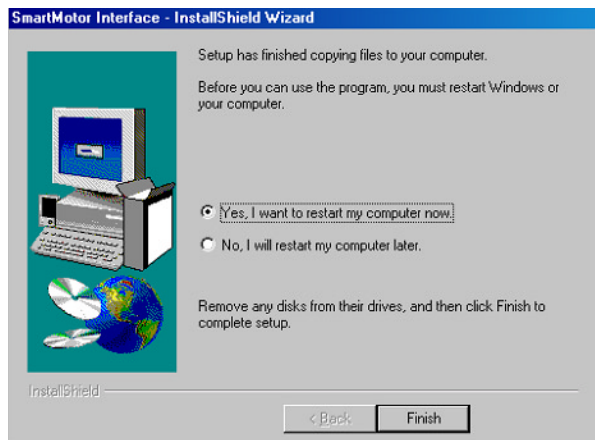 SmartMotor Interface - InstallShield Wizard
Setup has finished copying files to your computer.
Before you can use the program, you must restart Windows or
your computer.
Yes, I want to restart my computer now.
No, I will restart my computer later.
Remove any disks from their drives, and then click Finish to
complete setup.
InstallShield
< Back
Finish